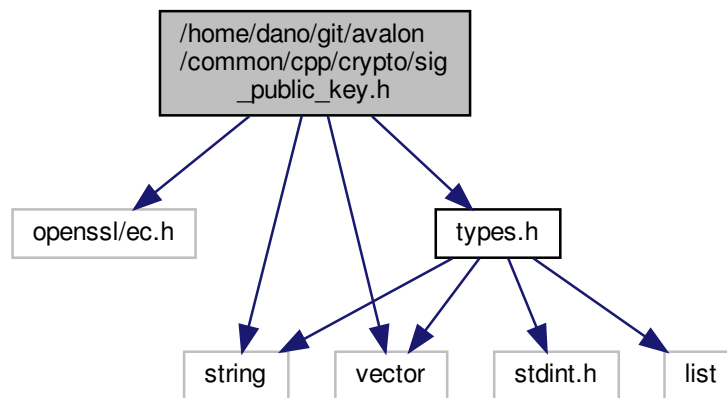 /home/dano/git/avalon
/common/cpp/crypto/sig
_public_key.h
openssl/ec.h
types.h
string
vector
stdint.h
list